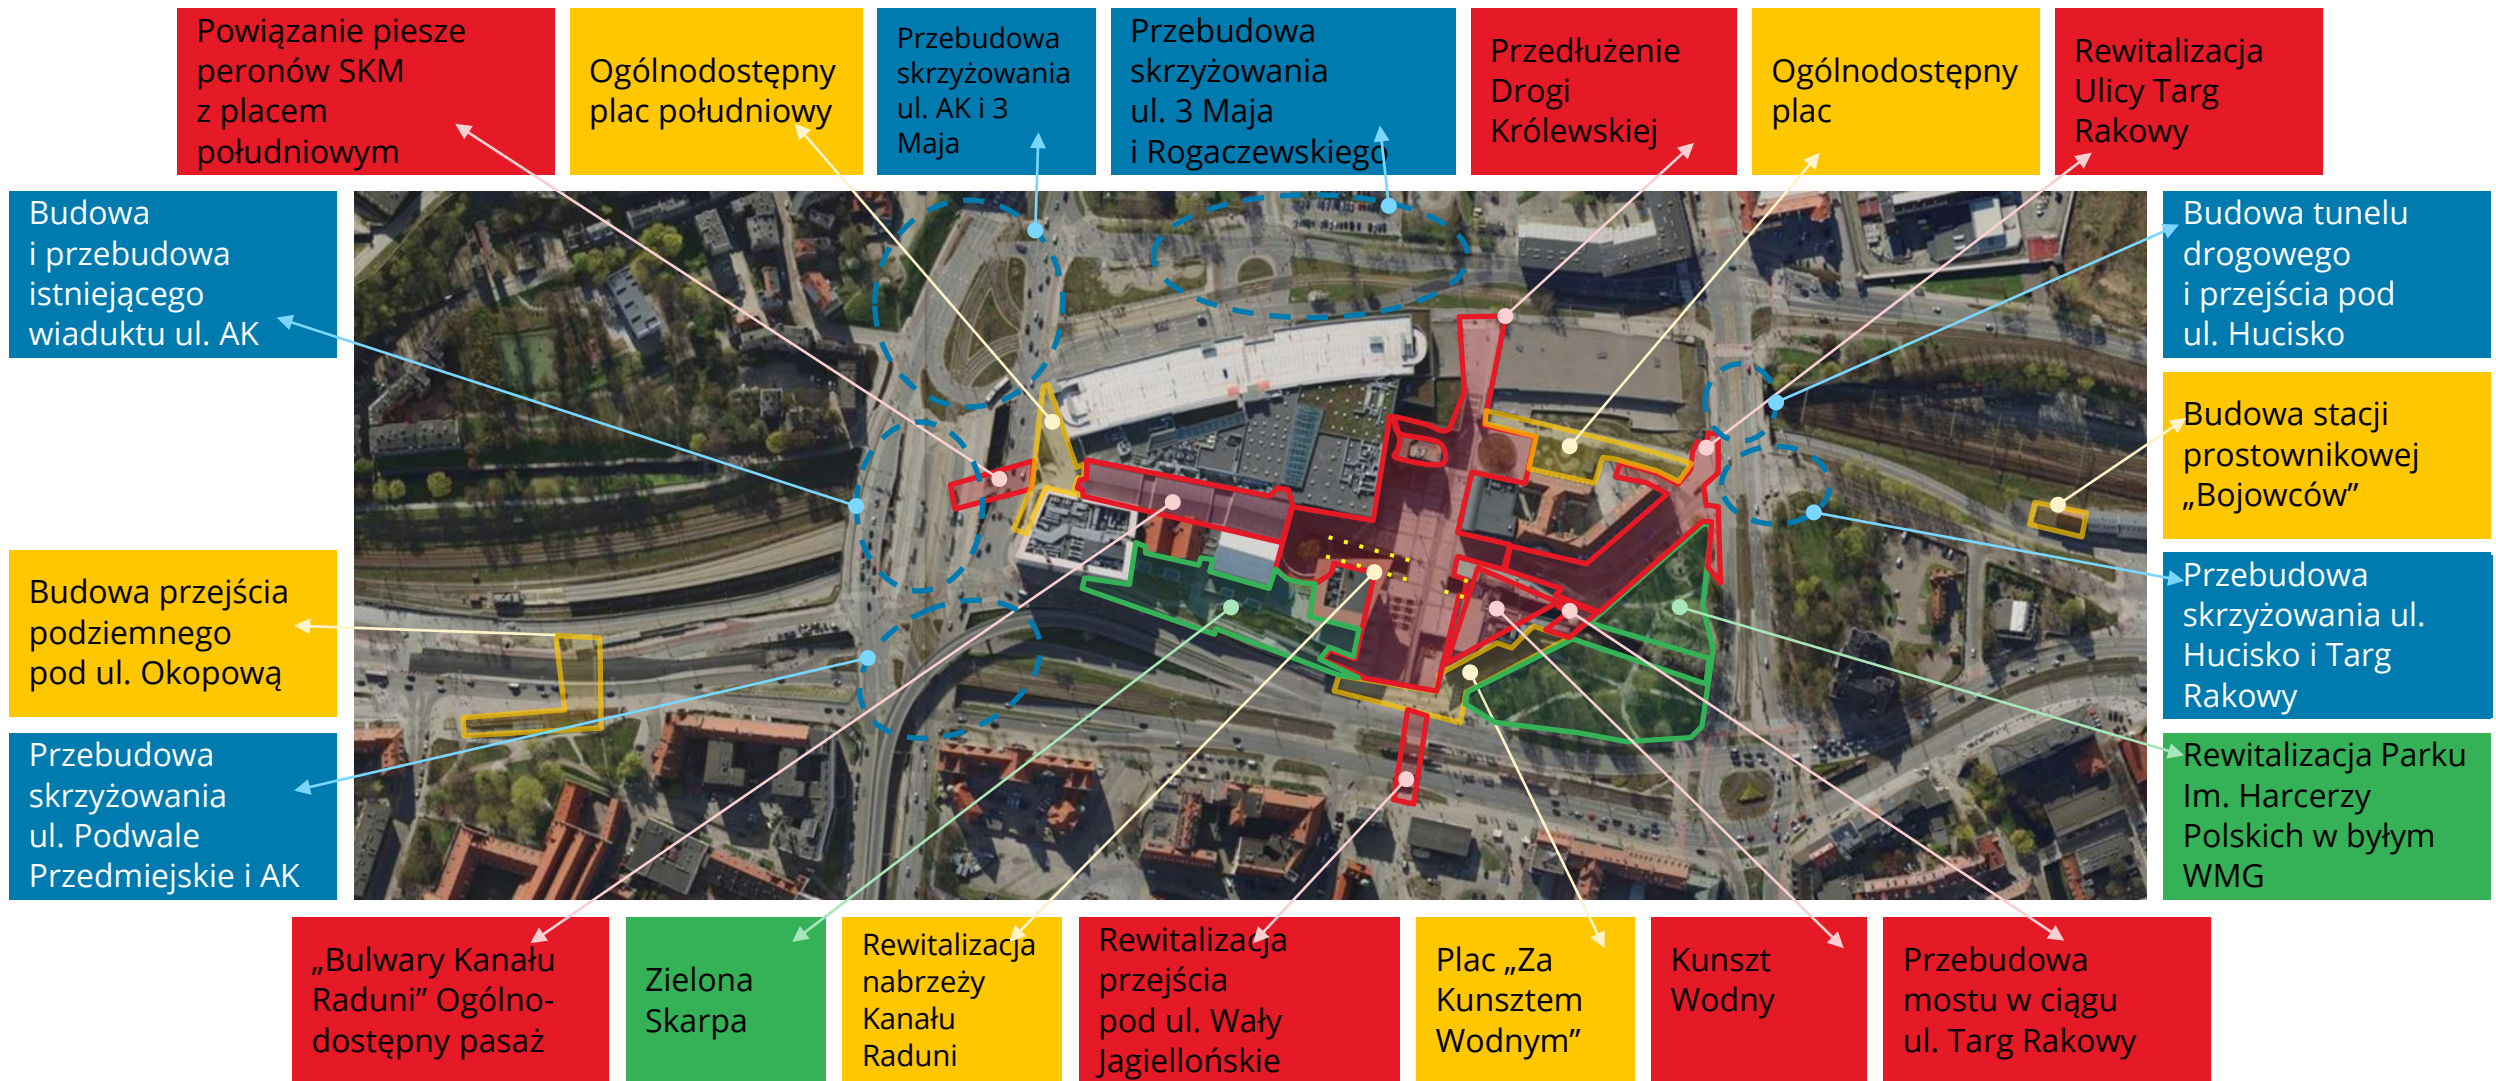 Powiązanie piesze
peronów SKM
z placem
południowym
Ogólnodostępny
plac południowy
Przebudowa
skrzyżowania
ul. AK i 3
Maja
Przebudowa
skrzyżowania
ul. 3 Maja
i Rogaczewskiego
Przedłużenie
Drogi
Królewskiej
Ogólnodostępny
plac
Rewitalizacja
Ulicy Targ
Rakowy
Budowa
i przebudowa
istniejącego
wiaduktu ul. AK
Budowa tunelu
drogowego
i przejścia pod
ul. Hucisko
Budowa stacji
prostownikowej
„Bojowców”
Budowa przejścia
podziemnego
pod ul. Okopową
Przebudowa
skrzyżowania ul.
Hucisko i Targ
Rakowy
Przebudowa
skrzyżowania
ul. Podwale
Przedmiejskie i AK
Rewitalizacja Parku
Im. Harcerzy
Polskich w byłym
WMG
„Bulwary Kanału
Raduni” Ogólno-
dostępny pasaż
Zielona
Skarpa
Rewitalizacja
nabrzeży
Kanału
Raduni
Rewitalizacja
przejścia
pod ul. Wały
Jagiellońskie
Plac „Za
Kunsztem
Wodnym”
Kunszt
Wodny
Przebudowa
mostu w ciągu
ul. Targ Rakowy